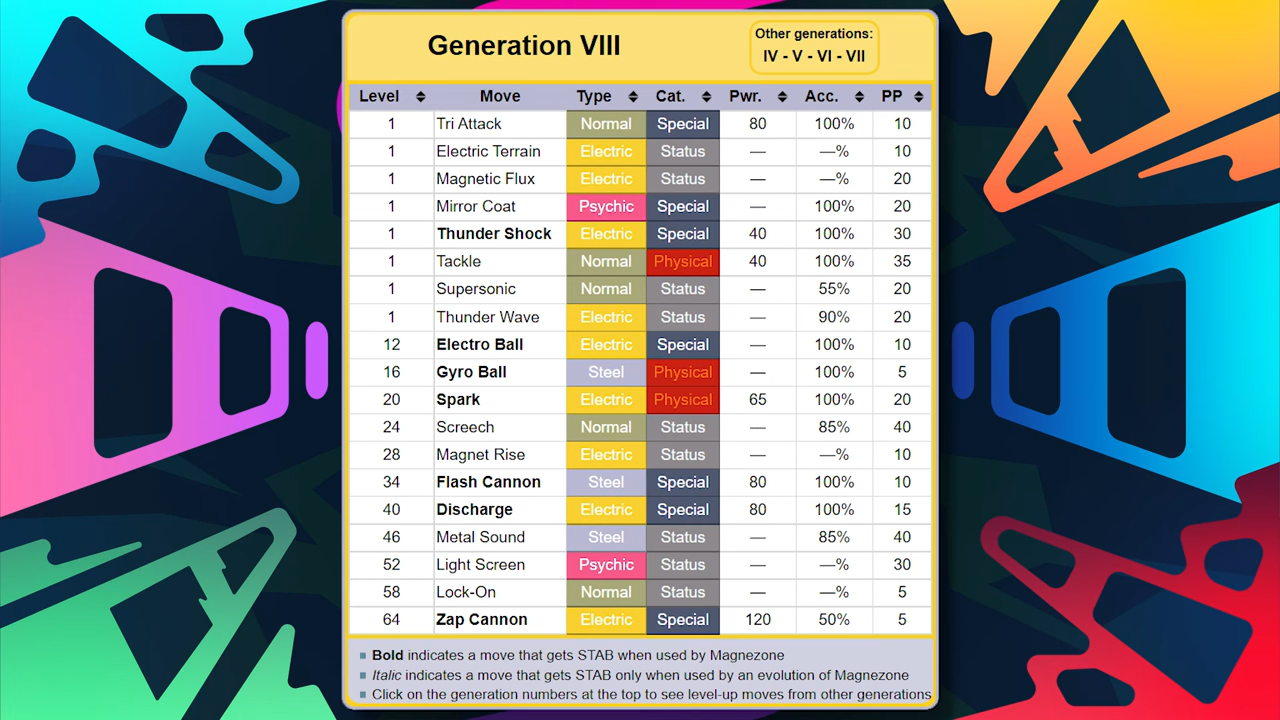 Generation VIII
Other generations:
IV - V - VI - VII
Level Move Type Cat. Pwr. Acc. PP
1 Tri Attack Normal Special 80 100% 10
1 Electric Terrain Electric Status — —% 10
1 Magnetic Flux Electric Status — —% 20
1 Mirror Coat Psychic Special — 100% 20
1 Thunder Shock Electric Special 40 100% 30
1 Tackle Normal Physical 40 100% 35
1 Supersonic Normal Status — 55% 20
1 Thunder Wave Electric Status — 90% 20
12 Electro Ball Electric Special — 100% 10
16 Gyro Ball Steel Physical — 100% 5
20 Spark Electric Physical 65 100% 20
24 Screech Normal Status — 85% 40
28 Magnet Rise Electric Status — —% 10
34 Flash Cannon Steel Special 80 100% 10
40 Discharge Electric Special 80 100% 15
46 Metal Sound Steel Status — 85% 40
52 Light Screen Psychic Status — —% 30
58 Lock-On Normal Status — —% 5
64 Zap Cannon Electric Special 120 50% 5
Bold indicates a move that gets STAB when used by Magnezone
Italic indicates a move that gets STAB only when used by an evolution of Magnezone
Click on the generation numbers at the top to see level-up moves from other generations